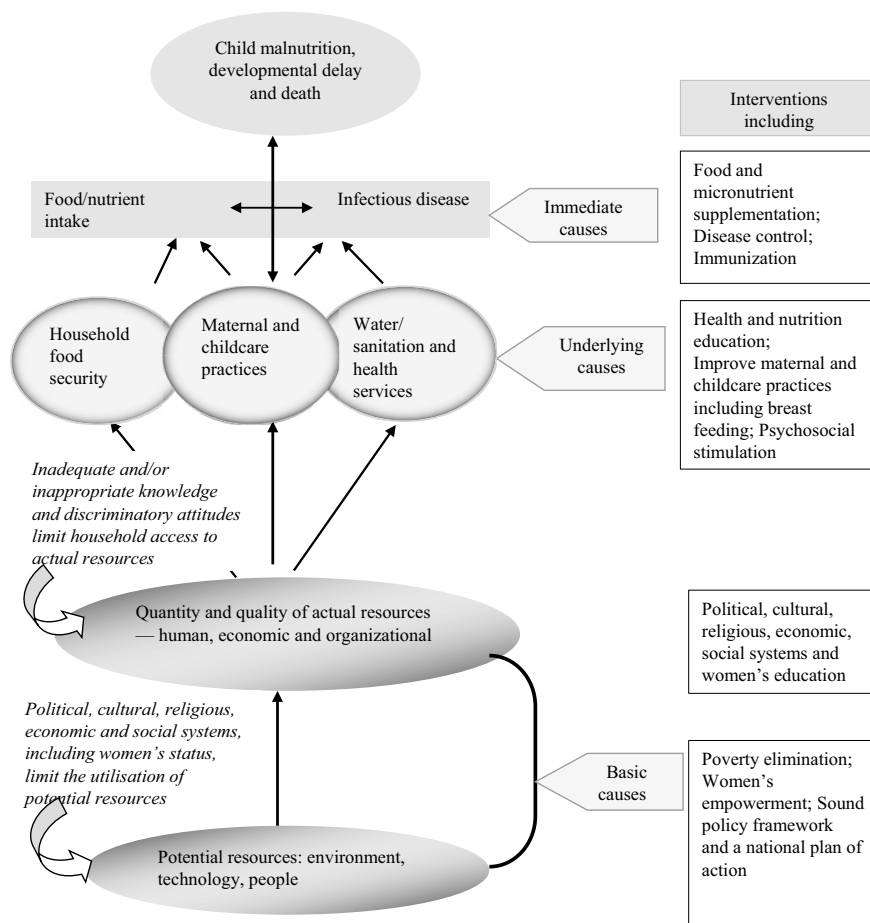 Child malnutrition,
developmental delay
and death
Interventions
including
Food/nutrient
intake
Infectious disease
Immediate
causes
Food and
micronutrient
supplementation;
Disease control;
Immunization
Household
food
security
Maternal and
childcare
practices
Water/
sanitation and
health
services
Underlying
causes
Health and nutrition
education;
Improve maternal and
childcare practices
including breast
feeding; Psychosocial
stimulation
Inadequate and/or
inappropriate knowledge
and discriminatory attitudes
limit household access to
actual resources
Quantity and quality of actual resources
— human, economic and organizational
Political, cultural,
religious, economic,
social systems and
women’s education
Political, cultural, religious,
economic and social systems,
including women’s status,
limit the utilisation of
potential resources
Basic
causes
Poverty elimination;
Women’s
empowerment; Sound
policy framework
and a national plan of
action
Potential resources: environment,
technology, people